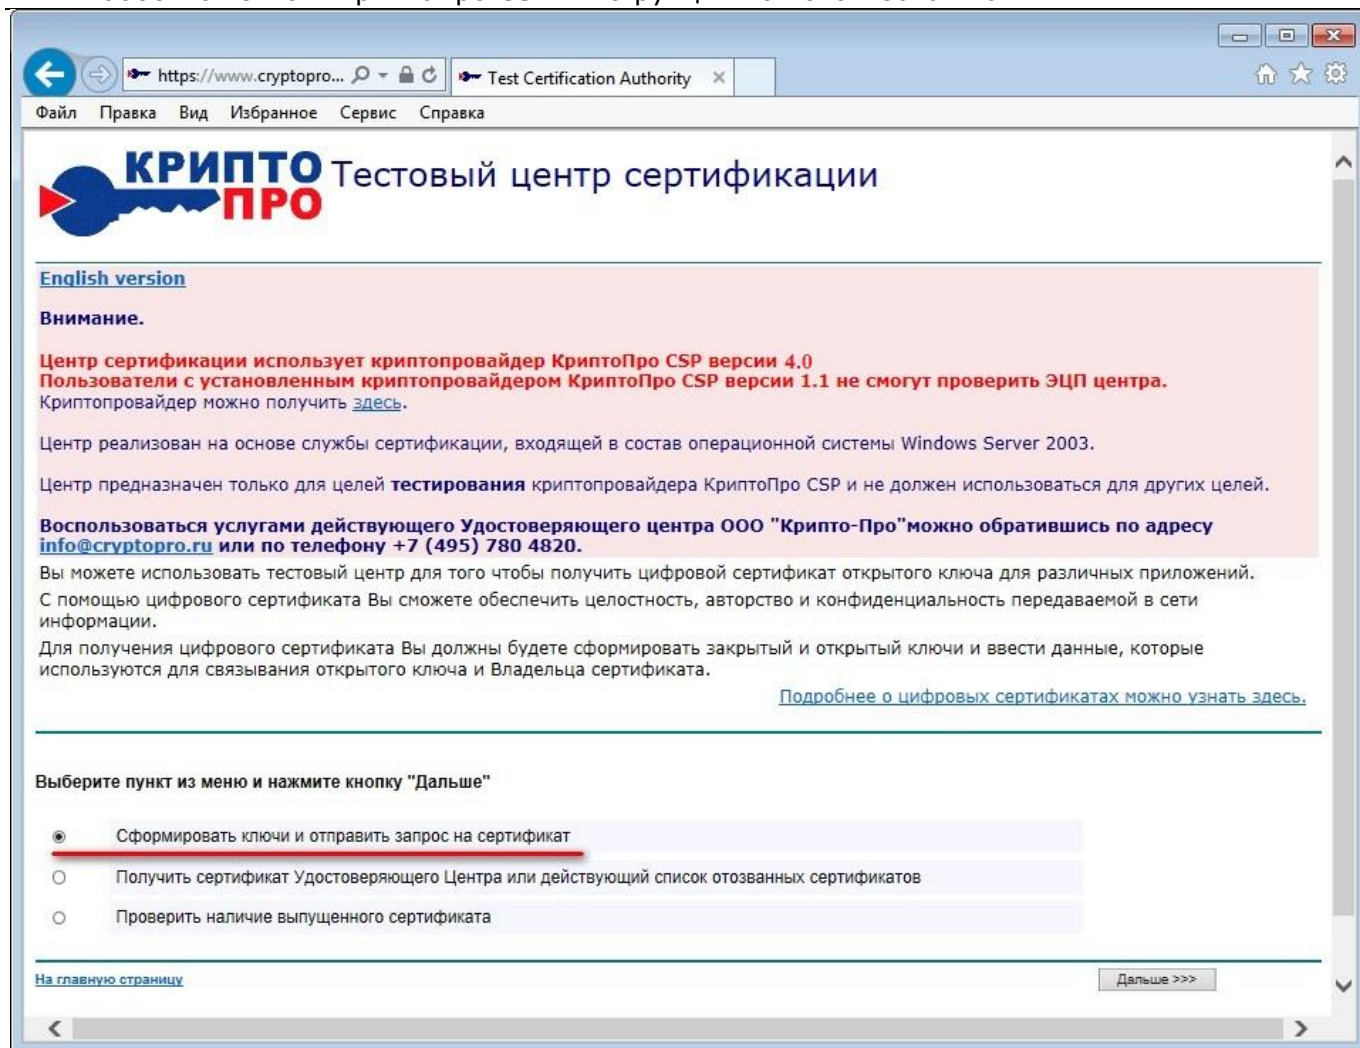 https://www.cryptopro...
Test Certification Authority
Файл Правка Вид Избранное Сервис Справка
КРИПТО
ПРО
Тестовый центр сертификации
English version
Внимание.
Центр сертификации использует криптопровайдер КриптоПро CSP версии 4.0
Пользователи с установленным криптопровайдером КриптоПро CSP версии 1.1 не смогут проверить ЭЦП центра.
Криптопровайдер можно получить здесь.
Центр реализован на основе службы сертификации, входящей в состав операционной системы Windows Server 2003.
Центр предназначен только для целей тестирования криптопровайдера КриптоПро CSP и не должен использоваться для других целей.
Воспользоваться услугами действующего Удостоверяющего центра ООО "Крипто-Про"можно обратившись по адресу
info@cryptopro.ru или по телефону +7 (495) 780 4820.
Вы можете использовать тестовый центр для того чтобы получить цифровой сертификат открытого ключа для различных приложений.
С помощью цифрового сертификата Вы сможете обеспечить целостность, авторство и конфиденциальность передаваемой в сети
информации.
Для получения цифрового сертификата Вы должны будете сформировать закрытый и открытый ключи и ввести данные, которые
используются для связывания открытого ключа и Владельца сертификата.
Подробнее о цифровых сертификатах можно узнать здесь.
Выберите пункт из меню и нажмите кнопку "Дальше"
Сформировать ключи и отправить запрос на сертификат
Получить сертификат Удостоверяющего Центра или действующий список отозванных сертификатов
Проверить наличие выпущенного сертификата
На главную страницу
Дальше >>>